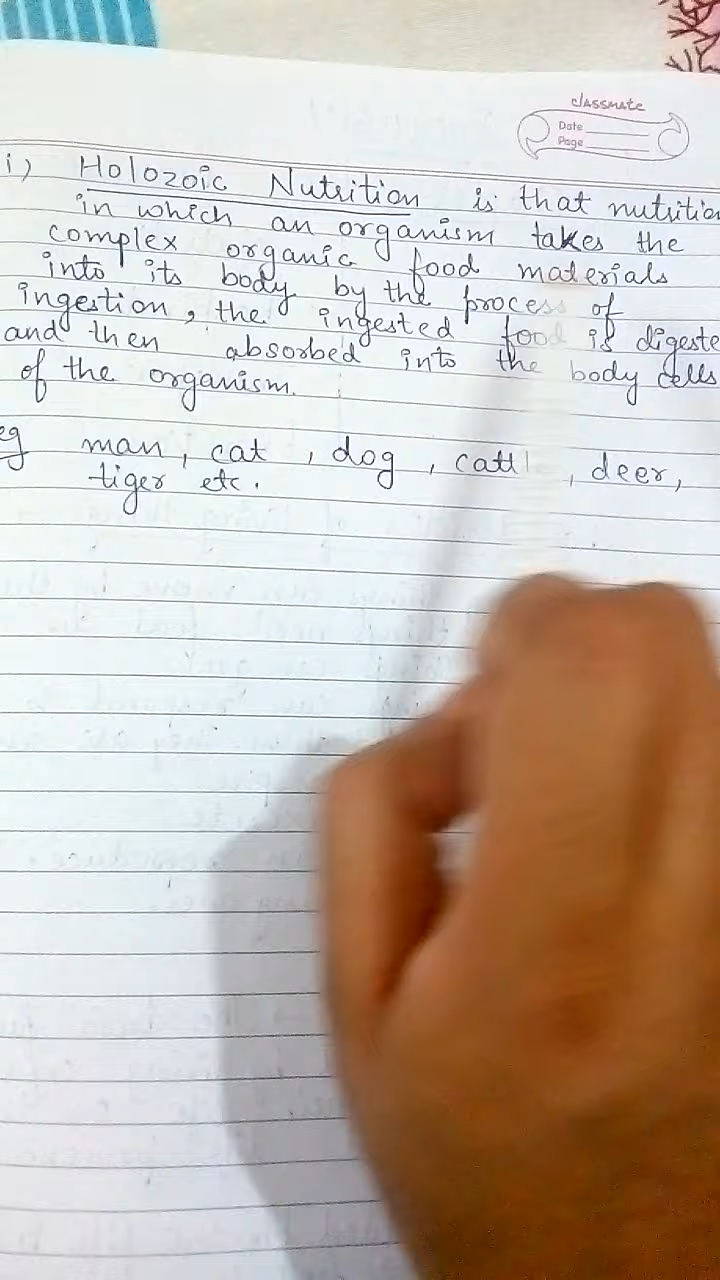 classmate
Date
Page
i) Holozoic Nutrition is that nutrition
in which an organism takes the
complex organic food materials
into its body by the process of
ingestion, the ingested food is digeste
and then absorbed into the body cells
of the organism.
eg man, cat, dog, cattl, deer,
tiger etc.